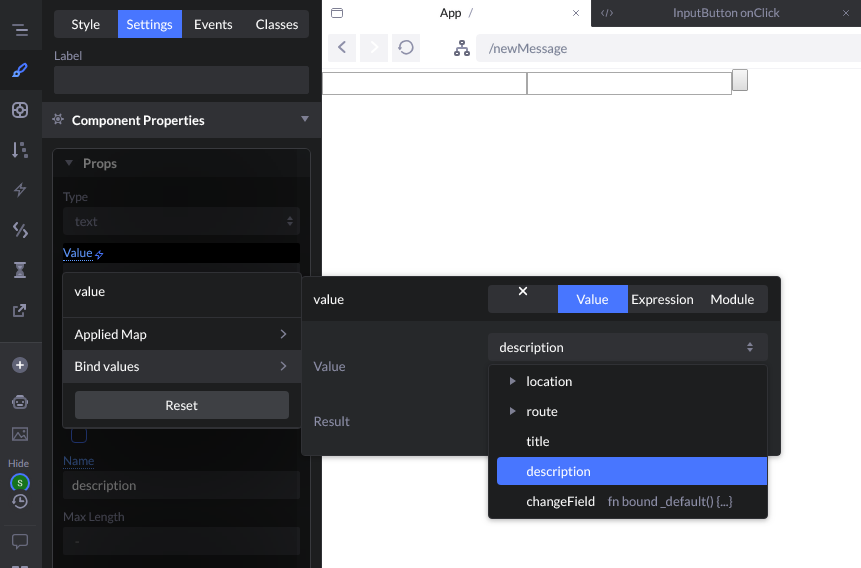 Style Settings Events Classes
App /
InputButton onClick
Label
/newMessage
Component Properties
Props
Type
text
Value
value
Applied Map
Bind values
Reset
value
Value Expression Module
Value
description
Result
location
route
title
description
changeField fn bound _default() {...}
Name
description
Max Length
-
Hide
S